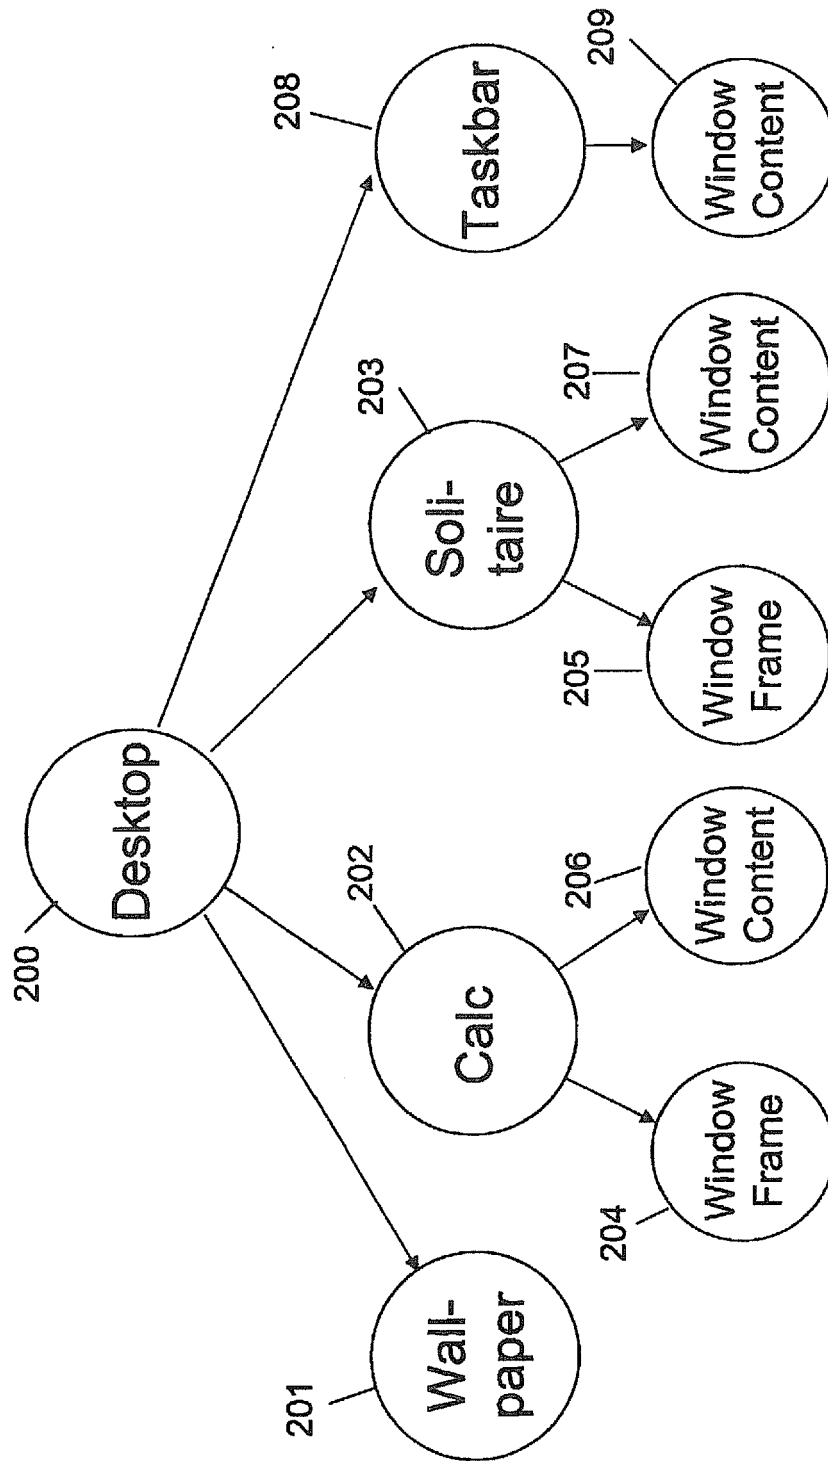 200
Desktop
201
Wall-
paper
202
Calc
203
Soli-
taire
208
Taskbar
204
Window
Frame
206
Window
Content
205
Window
Frame
207
Window
Content
209
Window
Content